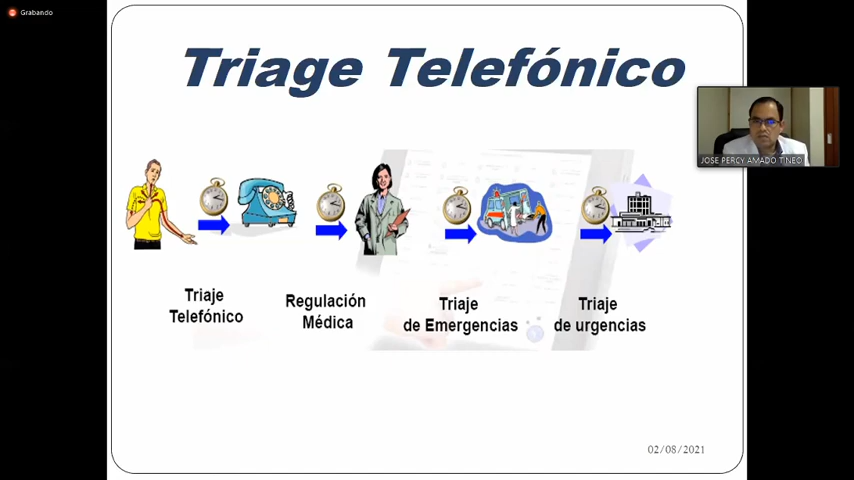 Grabando
Triage Telefónico
JOSE PERCY AMADO TINEO
Triaje
Telefónico
Regulación
Médica
Triaje
de Emergencias
Triaje
de urgencias
02/08/2021